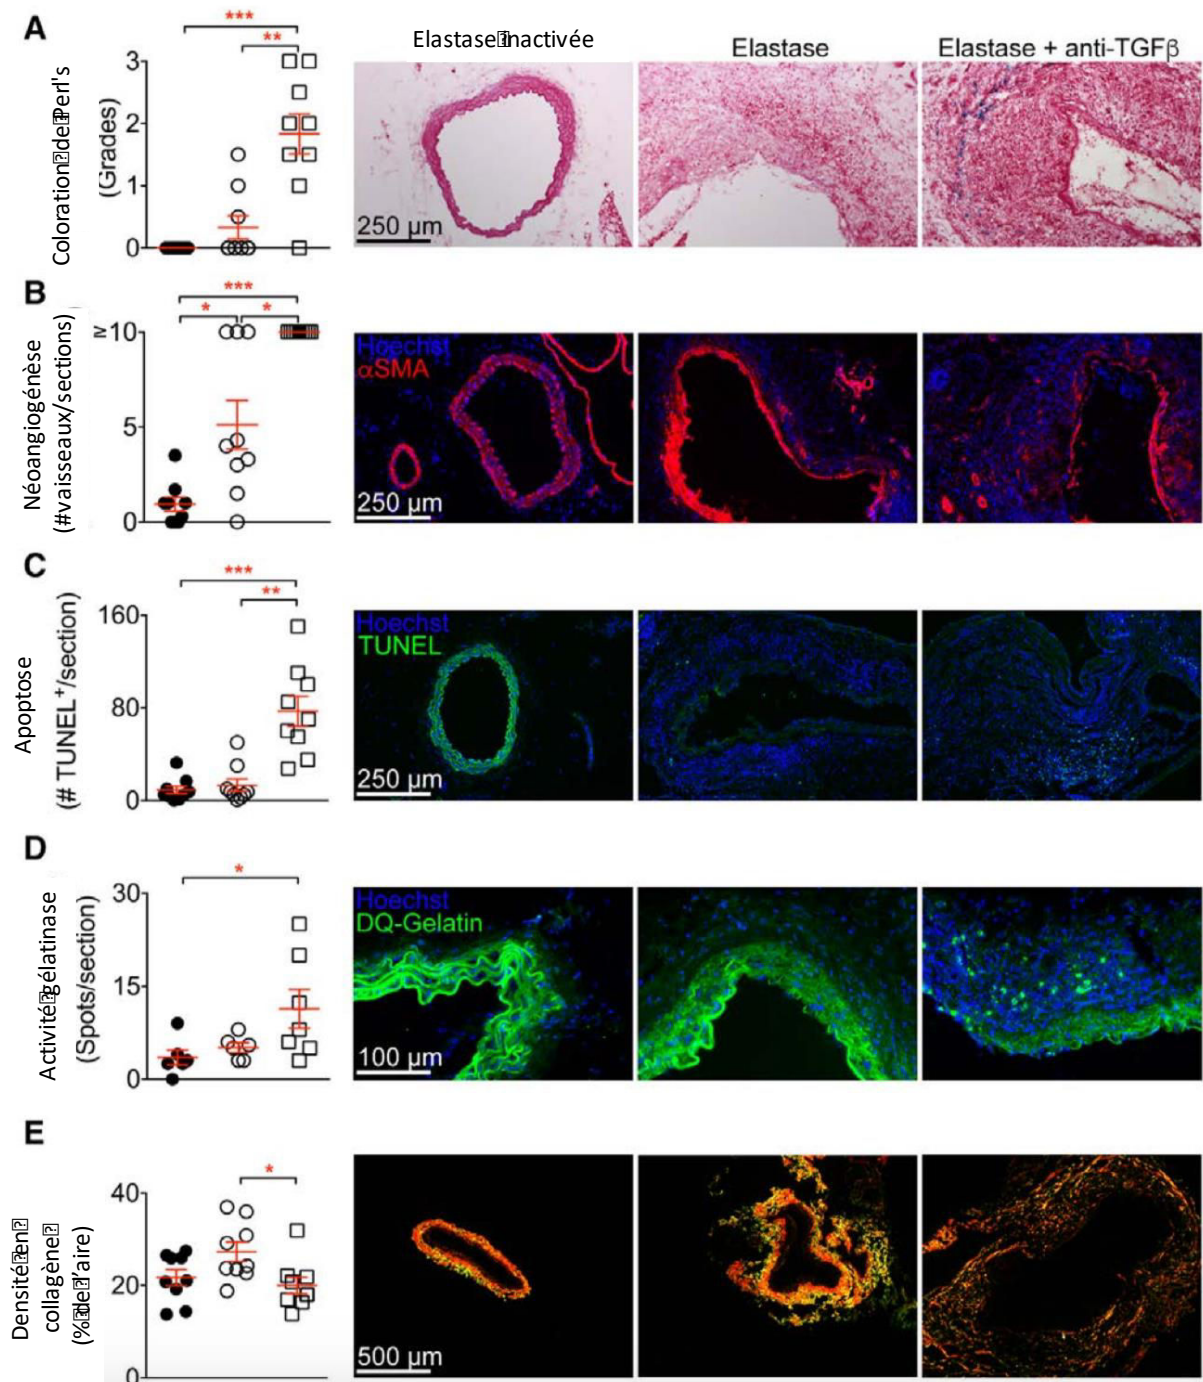 A
***
**
Coloration de Perl's
(Grades)
3
2
1
0
Elastase inactivée
Elastase
Elastase + anti-TGFβ
250 µm
B
***
*
*
Néoangiogénèse
(#vaisseaux/sections)
≥10
5
0
Hoechst
αSMA
250 µm
C
***
**
Apoptose
(# TUNEL⁺/section)
160
80
0
Hoechst
TUNEL
250 µm
D
*
Activité gélatinase
(Spots/section)
30
15
0
Hoechst
DQ-Gelatin
100 µm
E
*
Densité en
collagène
(% de l'aire)
40
20
0
500 µm